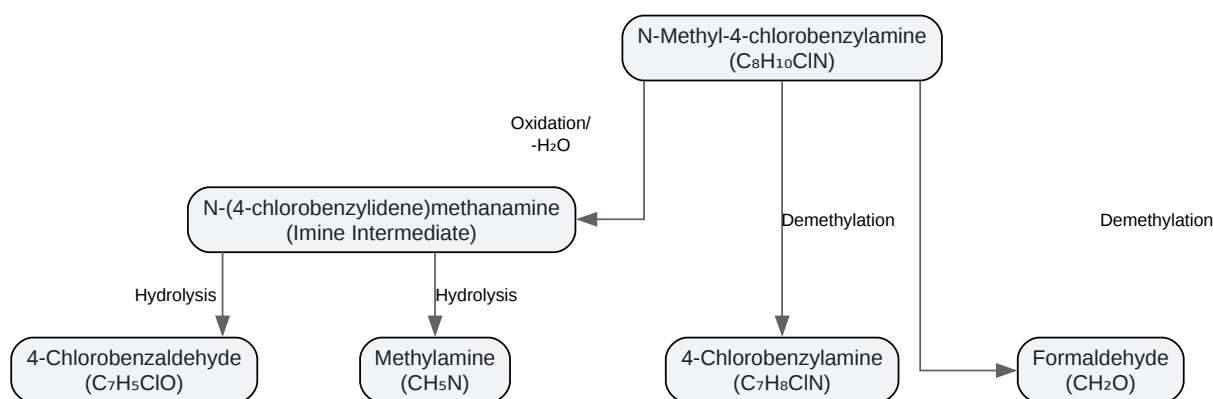 N-Methyl-4-chlorobenzylamine
(C₈H₁₀ClN)
Oxidation/
-H₂O
N-(4-chlorobenzylidene)methanamine
(Imine Intermediate)
Demethylation
Demethylation
Hydrolysis
Hydrolysis
4-Chlorobenzaldehyde
(C₇H₅ClO)
Methylamine
(CH₅N)
4-Chlorobenzylamine
(C₇H₈ClN)
Formaldehyde
(CH₂O)